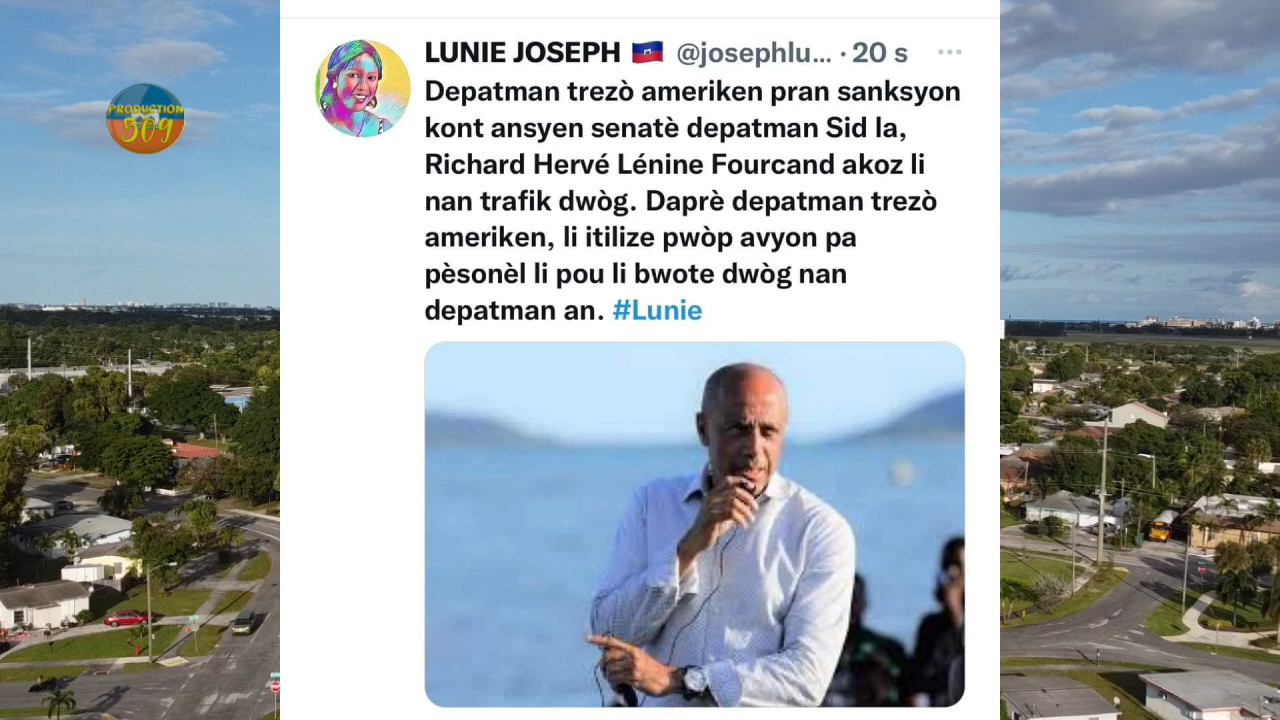 PRODUCTION
509
LUNIE JOSEPH 🇭🇹 @josephlu... · 20 s
Depatman trezò ameriken pran sanksyon
kont ansyen senatè depatman Sid la,
Richard Hervé Lénine Fourcand akoz li
nan trafik dwòg. Daprè depatman trezò
ameriken, li itilize pwòp avyon pa
pèsonèl li pou li bwote dwòg nan
depatman an. #Lunie